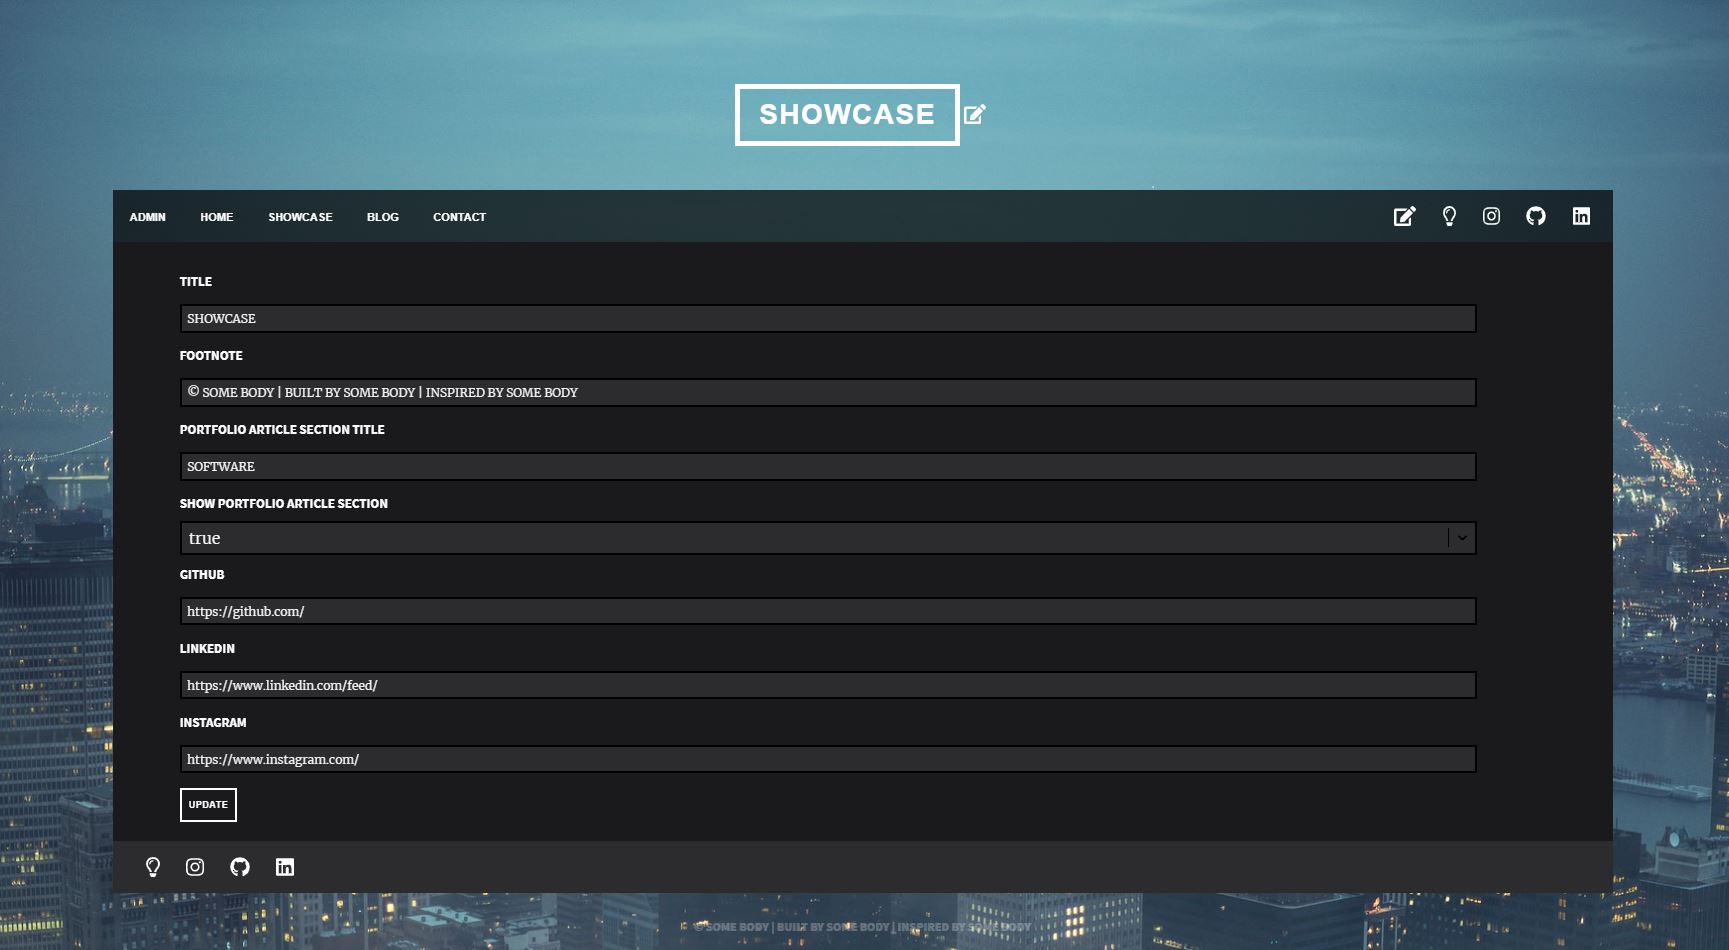 SHOWCASE
ADMIN HOME SHOWCASE BLOG CONTACT
TITLE
SHOWCASE
FOOTNOTE
© SOME BODY | BUILT BY SOME BODY | INSPIRED BY SOME BODY
PORTFOLIO ARTICLE SECTION TITLE
SOFTWARE
SHOW PORTFOLIO ARTICLE SECTION
true
GITHUB
https://github.com/
LINKEDIN
https://www.linkedin.com/feed/
INSTAGRAM
https://www.instagram.com/
UPDATE
© SOME BODY | BUILT BY SOME BODY | INSPIRED BY SOME BODY